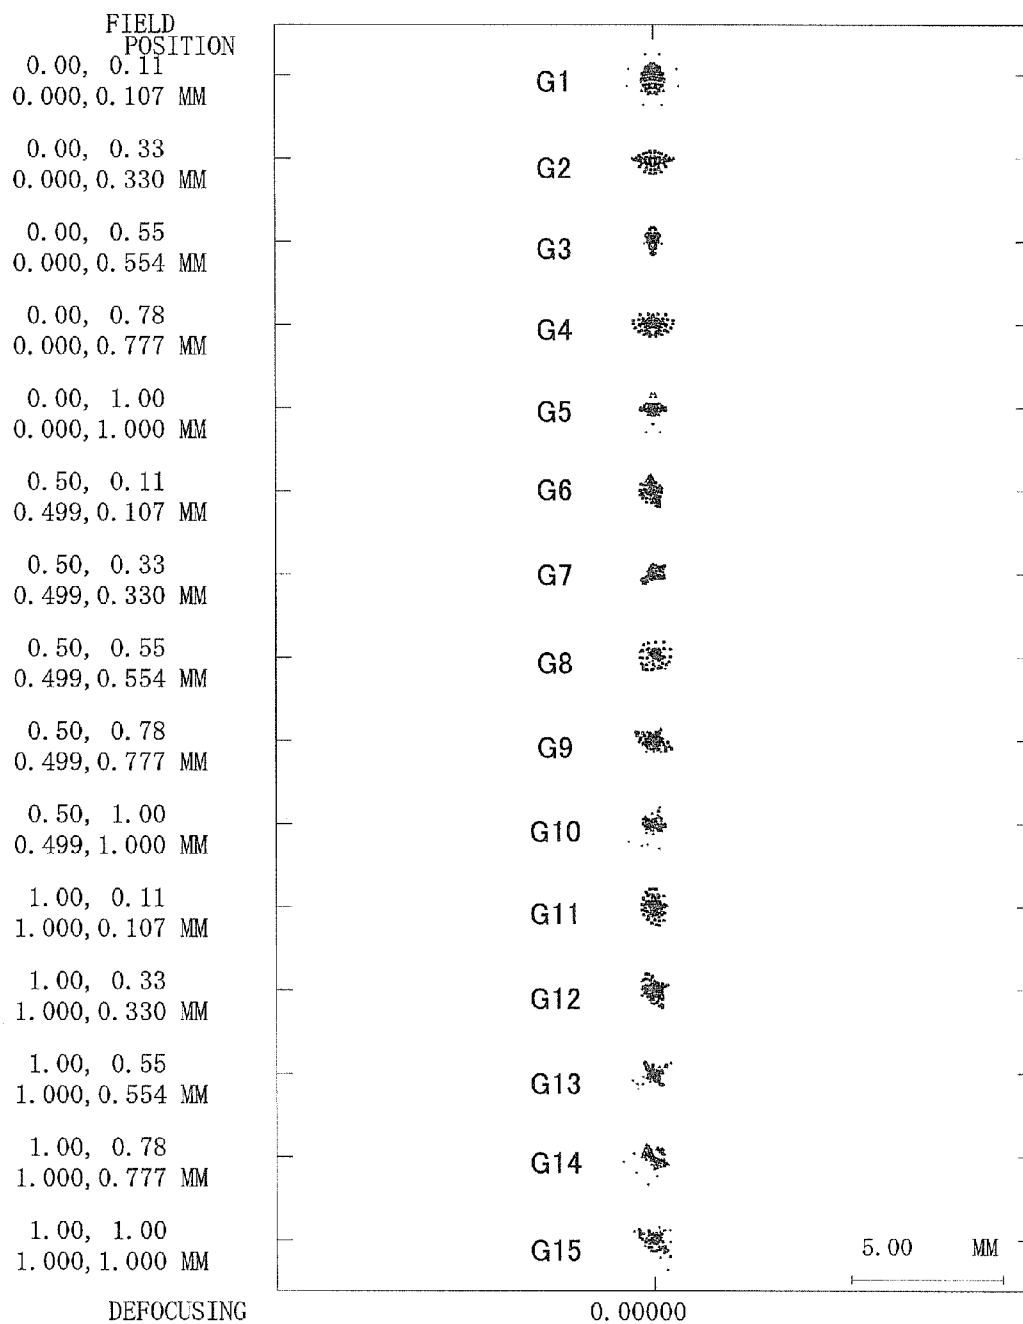 FIELD
POSITION
0.00, 0.11
0.000, 0.107 MM
G1
0.00, 0.33
0.000, 0.330 MM
G2
0.00, 0.55
0.000, 0.554 MM
G3
0.00, 0.78
0.000, 0.777 MM
G4
0.00, 1.00
0.000, 1.000 MM
G5
0.50, 0.11
0.499, 0.107 MM
G6
0.50, 0.33
0.499, 0.330 MM
G7
0.50, 0.55
0.499, 0.554 MM
G8
0.50, 0.78
0.499, 0.777 MM
G9
0.50, 1.00
0.499, 1.000 MM
G10
1.00, 0.11
1.000, 0.107 MM
G11
1.00, 0.33
1.000, 0.330 MM
G12
1.00, 0.55
1.000, 0.554 MM
G13
1.00, 0.78
1.000, 0.777 MM
G14
1.00, 1.00
1.000, 1.000 MM
G15
5.00 MM
DEFOCUSING 0.00000